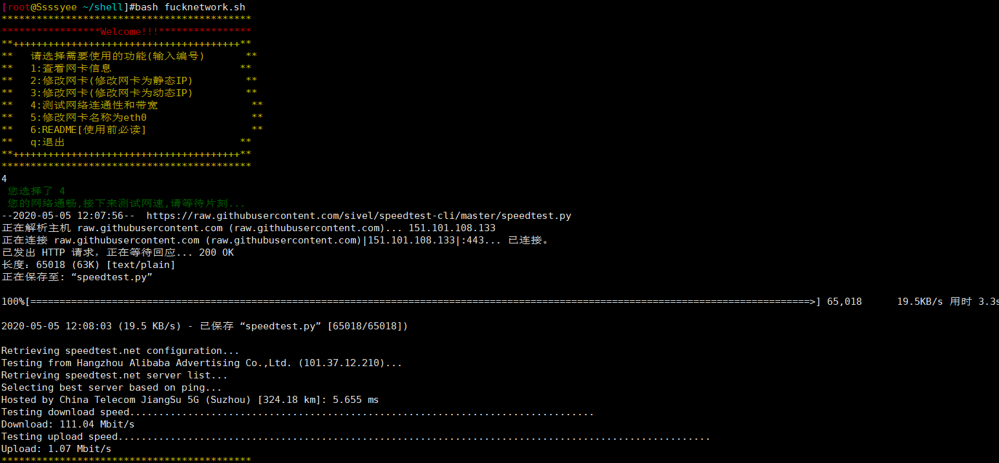 [root@Ssssyee ~/shell]#bash fucknetwork.sh
*******************************************
*****************Welcome!!!****************
**+++++++++++++++++++++++++++++++++++++++**
**   请选择需要使用的功能(输入编号)       **
**   1:查看网卡信息                      **
**   2:修改网卡(修改网卡为静态IP)         **
**   3:修改网卡(修改网卡为动态IP)         **
**   4:测试网络连通性和带宽                **
**   5:修改网卡名称为eth0                  **
**   6:README[使用前必读]                  **
**   q:退出                              **
**+++++++++++++++++++++++++++++++++++++++**
*******************************************
4
 您选择了 4
 您的网络通畅,接下来测试网速,请等待片刻...
--2020-05-05 12:07:56--  https://raw.githubusercontent.com/sivel/speedtest-cli/master/speedtest.py
正在解析主机 raw.githubusercontent.com (raw.githubusercontent.com)... 151.101.108.133
正在连接 raw.githubusercontent.com (raw.githubusercontent.com)|151.101.108.133|:443... 已连接。
已发出 HTTP 请求，正在等待回应... 200 OK
长度：65018 (63K) [text/plain]
正在保存至: “speedtest.py”
100%[======================================================================================================================================>] 65,018      19.5KB/s 用时 3.3s
2020-05-05 12:08:03 (19.5 KB/s) - 已保存 “speedtest.py” [65018/65018])
Retrieving speedtest.net configuration...
Testing from Hangzhou Alibaba Advertising Co.,Ltd. (101.37.12.210)...
Retrieving speedtest.net server list...
Selecting best server based on ping...
Hosted by China Telecom JiangSu 5G (Suzhou) [324.18 km]: 5.655 ms
Testing download speed................................................................................
Download: 111.04 Mbit/s
Testing upload speed......................................................................................................
Upload: 1.07 Mbit/s
*******************************************